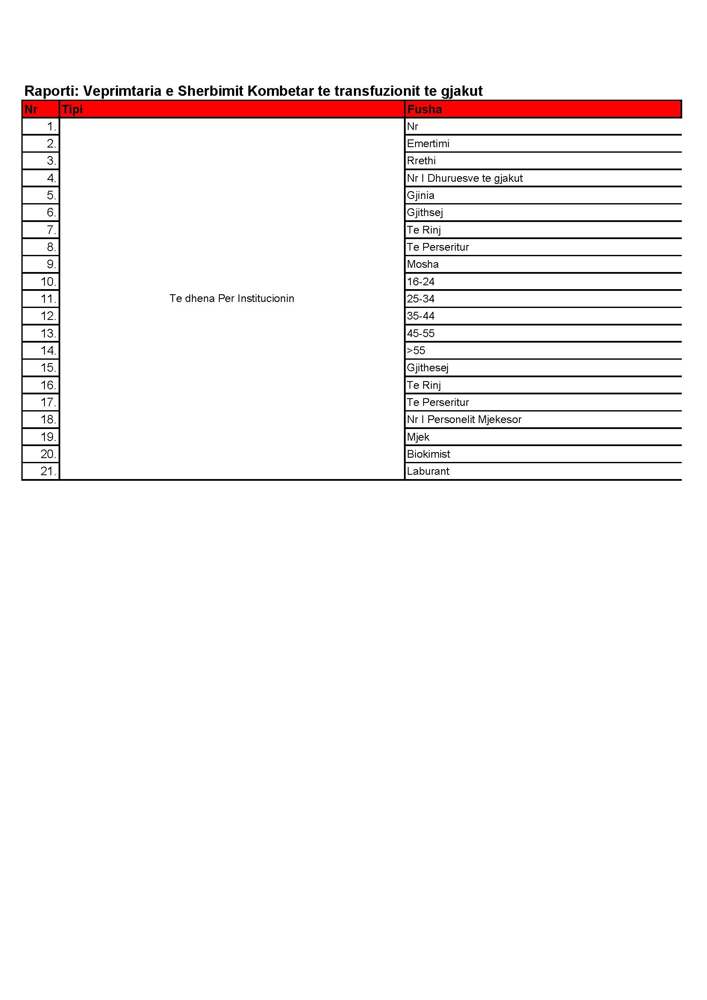 Raporti: Veprimtaria e Sherbimit Kombetar te transfuzionit te gjakut
Nr Tipi Fusha
1. Nr
2. Emertimi
3. Rrethi
4. Nr I Dhuruesve te gjakut
5. Gjinia
6. Gjithsej
7. Te Rinj
8. Te Perseritur
9. Mosha
10. 16-24
11. Te dhena Per Institucionin 25-34
12. 35-44
13. 45-55
14. >55
15. Gjithesej
16. Te Rinj
17. Te Perseritur
18. Nr I Personelit Mjekesor
19. Mjek
20. Biokimist
21. Laburant